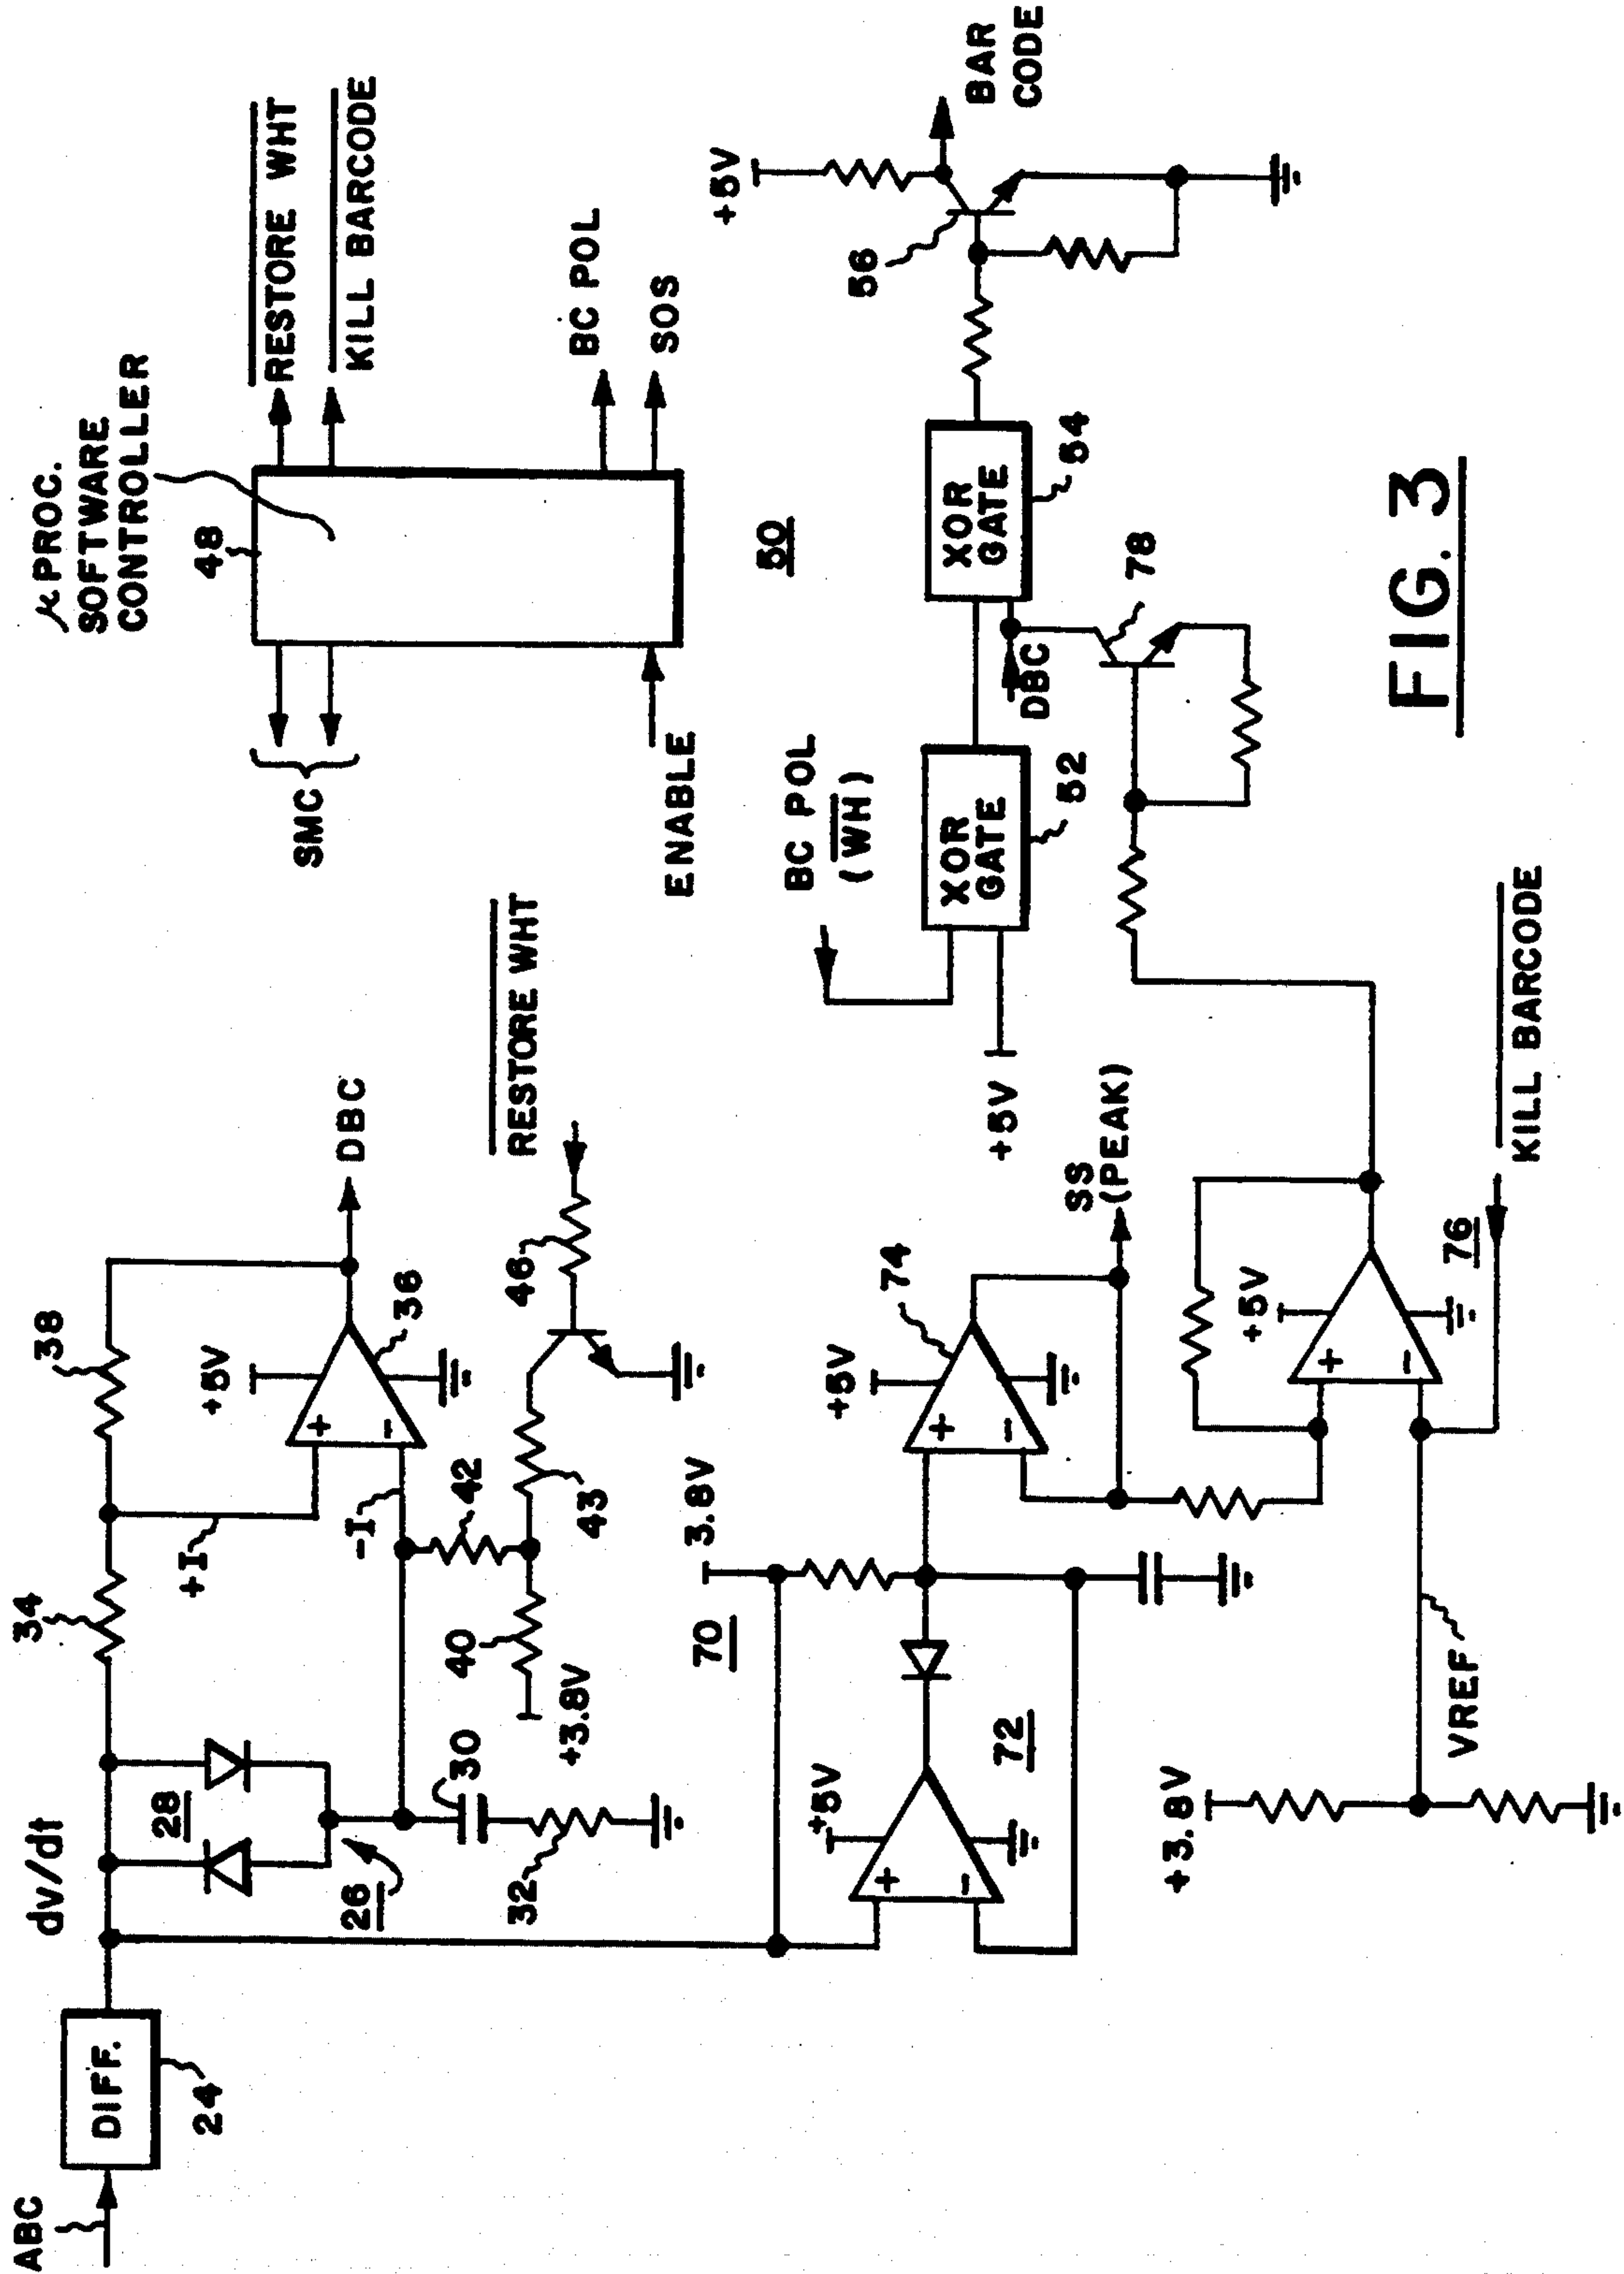 ABC
DIFF.
24
dv/dt
28
26
30
32
34
+I
-I
38
+5V
+
-
36
DBC
42
40
+3.8V
43
46
RESTORE WHT
μ PROC.
SOFTWARE
CONTROLLER
48
SMC
ENABLE
RESTORE WHT
KILL BARCODE
BC POL
SOS
50
70
3.8V
+5V
+
-
72
+5V
+
-
74
SS
(PEAK)
+3.8V
VREF
+5V
+
-
76
KILL BARCODE
BC POL
(WH)
+5V
XOR
GATE
52
DBC
XOR
GATE
54
78
56
+5V
BAR
CODE
FIG. 3